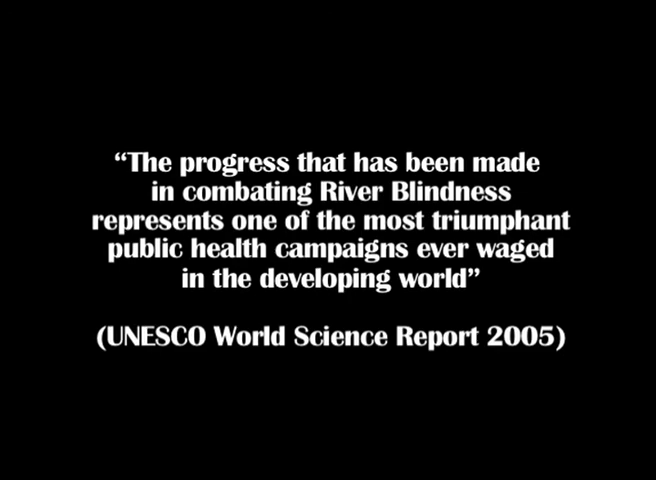 “The progress that has been made
in combating River Blindness
represents one of the most triumphant
public health campaigns ever waged
in the developing world”
(UNESCO World Science Report 2005)